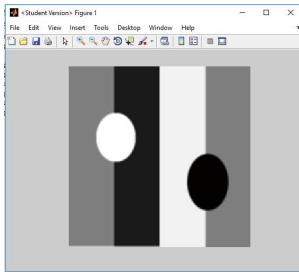 <Student Version> Figure 1
File Edit View Insert Tools Desktop Window Help